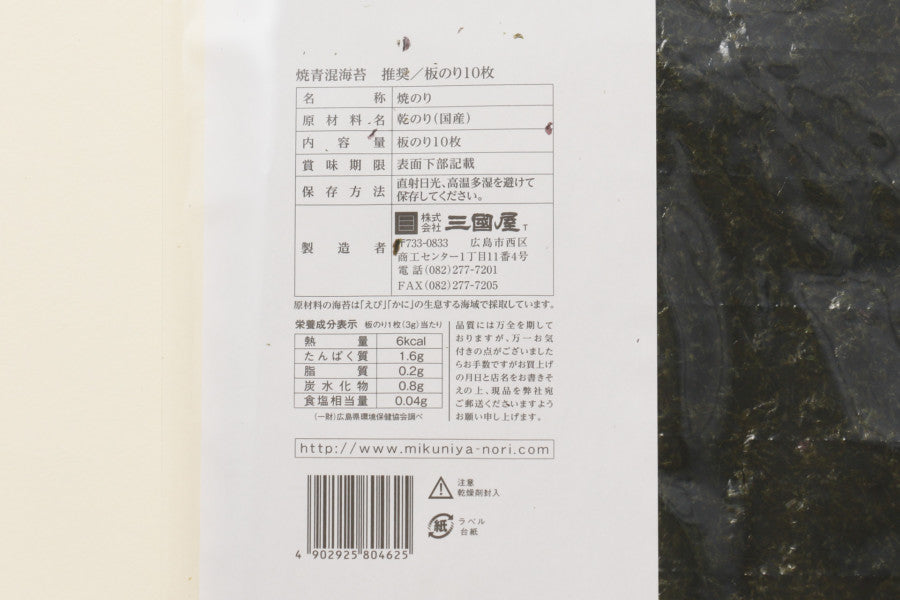 焼青混海苔　推奨／板のり10枚
名称　焼のり
原材料名　乾のり(国産)
内容量　板のり10枚
賞味期限　表面下部記載
保存方法　直射日光、高温多湿を避けて
保存してください。
製造者　株式会社 三國屋 T
〒733-0833　広島市西区
商工センター1丁目11番4号
電話(082)277-7201
FAX(082)277-7205
原材料の海苔は「えび」「かに」の生息する海域で採取しています。
栄養成分表示 板のり1枚(3g)当たり
熱量　6kcal
たんぱく質　1.6g
脂質　0.2g
炭水化物　0.8g
食塩相当量　0.04g
(一財)広島県環境保健協会調べ
品質には万全を期して
おりますが、万一お気
付きの点がございました
らお手数ですがお買上げ
の月日と店名をお書きそ
えの上、現品を弊社宛
ご郵送くださいますよう
お願い申し上げます。
http://www.mikuniya-nori.com
4 902925 804625
注意
乾燥剤封入
紙
ラベル
台紙